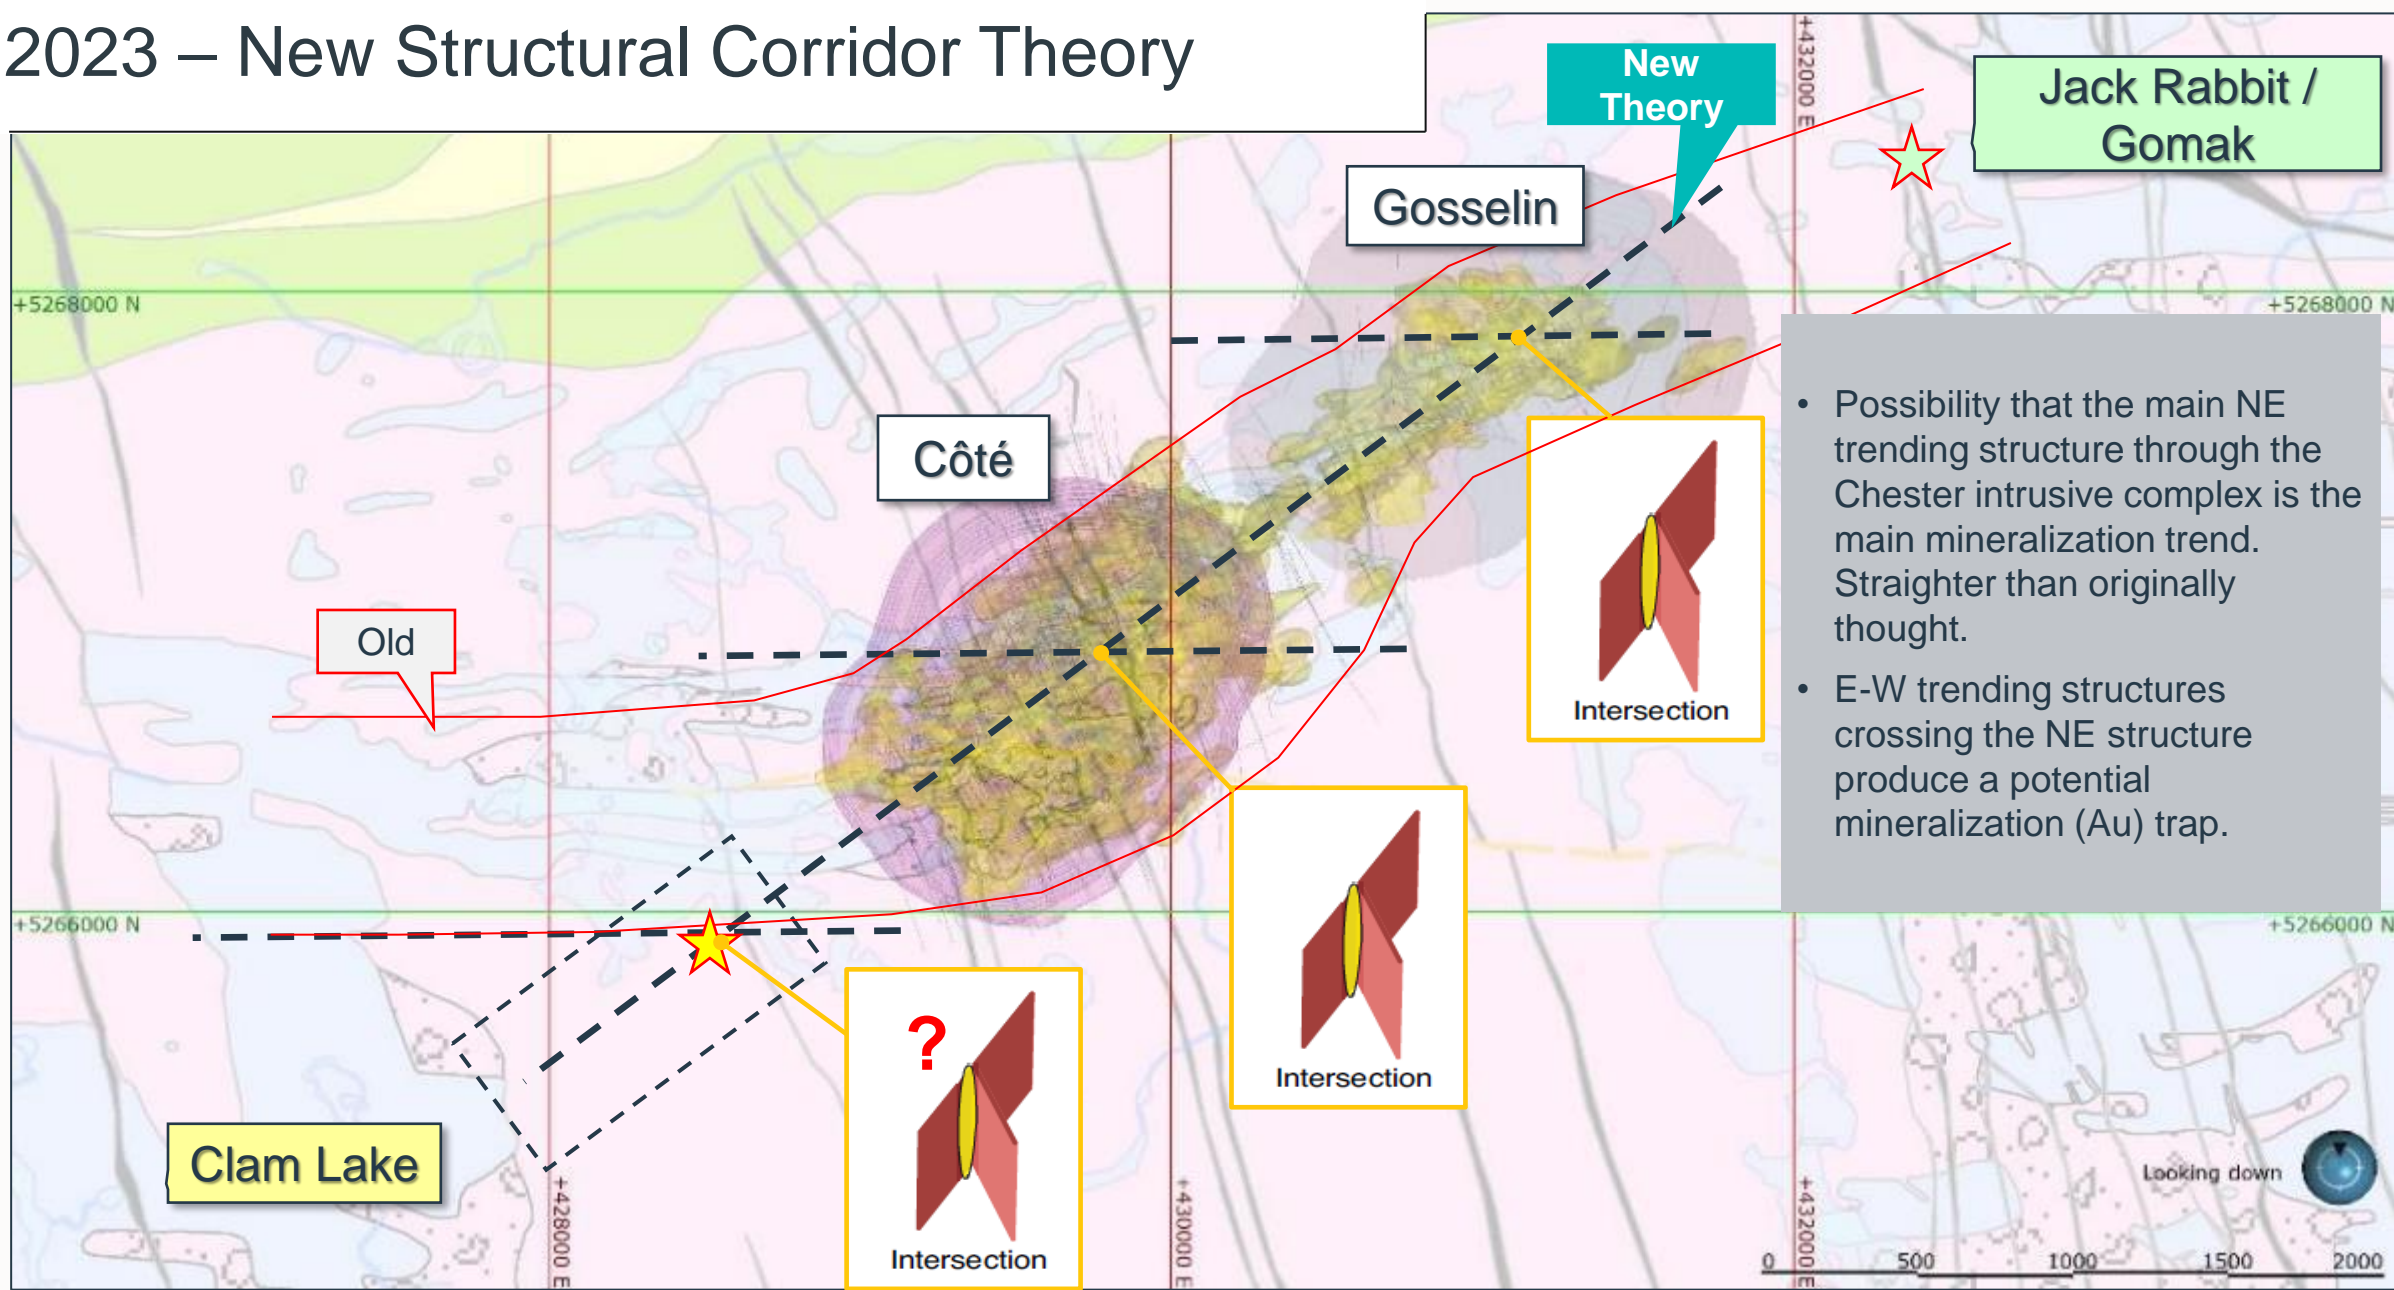 2023 – New Structural Corridor Theory
New
Theory
+432000 E
Jack Rabbit /
Gomak
Gosselin
+5268000 N
+5268000 N
Côté
• Possibility that the main NE
trending structure through the
Chester intrusive complex is the
main mineralization trend.
Straighter than originally
thought.
• E-W trending structures
crossing the NE structure
produce a potential
mineralization (Au) trap.
Old
Intersection
+5266000 N
+5266000 N
?
Intersection
Intersection
Clam Lake
+428000 E
+430000 E
+432000 E
Looking down
0 500 1000 1500 2000